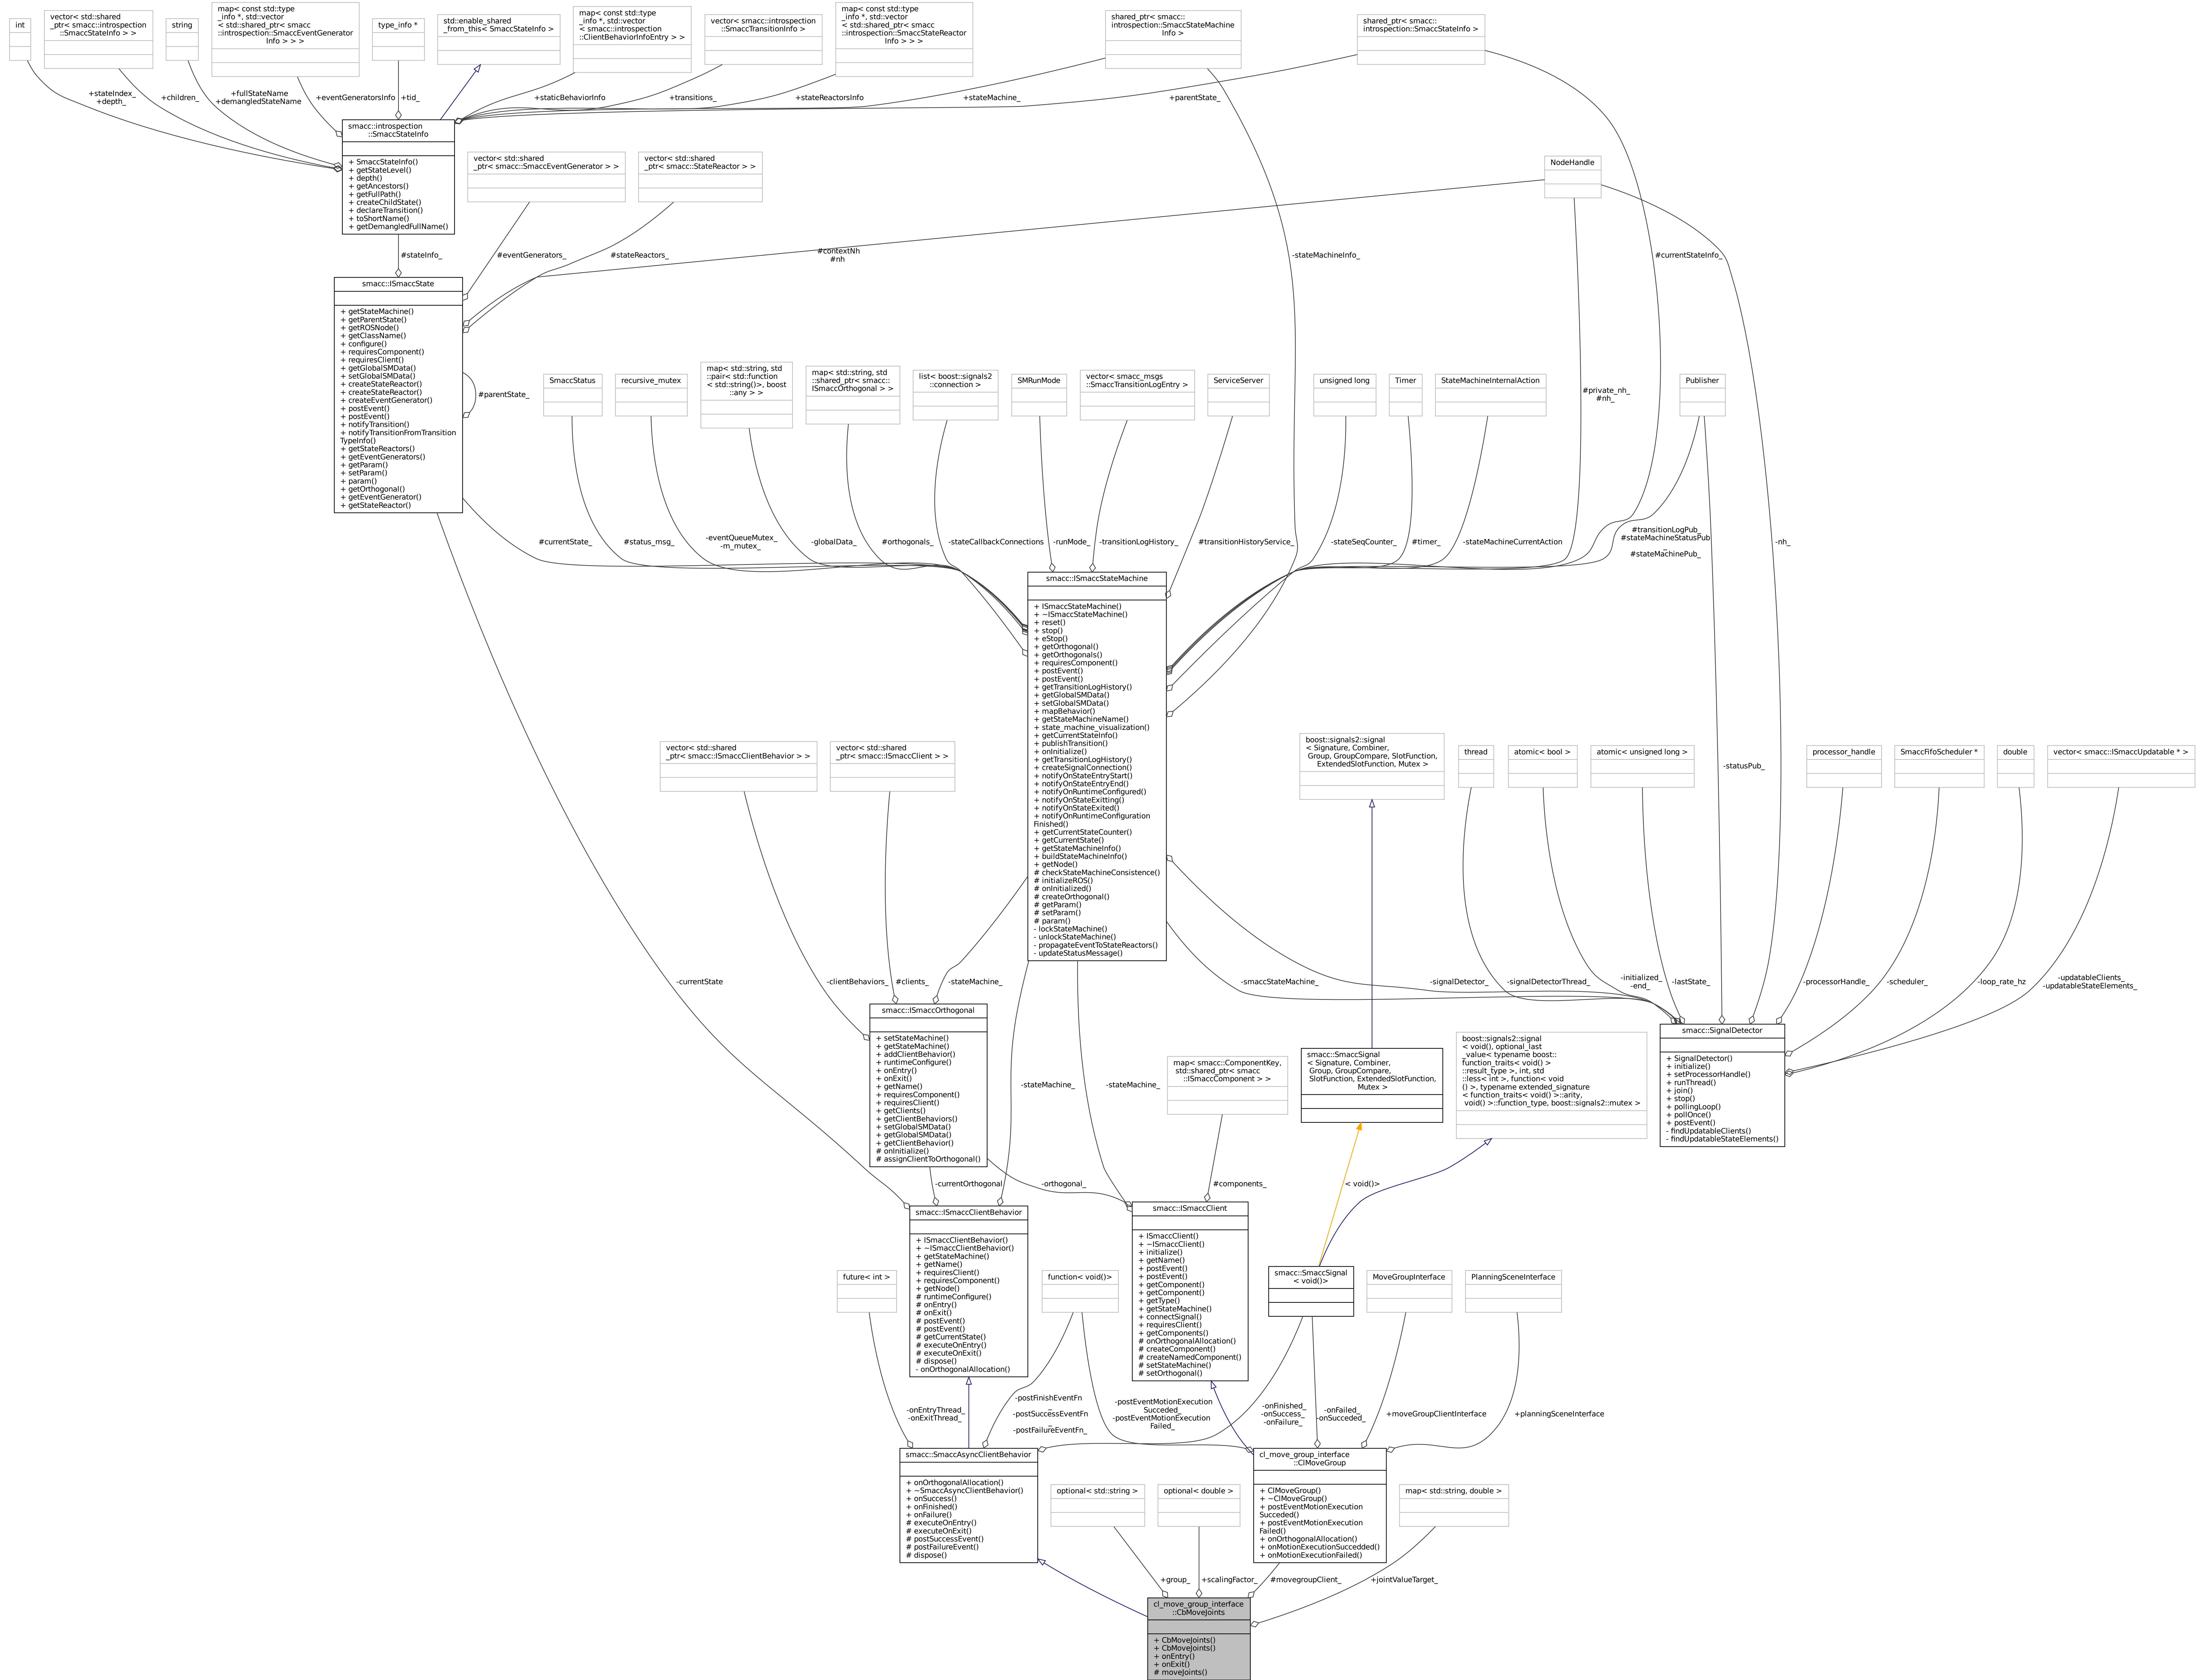 int
vector< std::shared
_ptr< smacc::introspection
::SmaccStateInfo > >
string
map< const std::type
_info *, std::vector
< std::shared_ptr< smacc
::introspection::SmaccEventGenerator
Info > > >
type_info *
std::enable_shared
_from_this< SmaccStateInfo >
map< const std::type
_info *, std::vector
< smacc::introspection
::ClientBehaviorInfoEntry > >
vector< smacc::introspection
::SmaccTransitionInfo >
map< const std::type
_info *, std::vector
< std::shared_ptr< smacc
::introspection::SmaccStateReactor
Info > > >
shared_ptr< smacc::
introspection::SmaccStateMachine
Info >
shared_ptr< smacc::
introspection::SmaccStateInfo >
+stateIndex_
+depth_
+children_
+fullStateName
+demangledStateName
+eventGeneratorsInfo
+tid_
+staticBehaviorInfo
+transitions_
+stateReactorsInfo
+stateMachine_
+parentState_
smacc::introspection
::SmaccStateInfo
+ SmaccStateInfo()
+ getStateLevel()
+ depth()
+ getAncestors()
+ getFullPath()
+ createChildState()
+ declareTransition()
+ toShortName()
+ getDemangledFullName()
vector< std::shared
_ptr< smacc::SmaccEventGenerator > >
vector< std::shared
_ptr< smacc::StateReactor > >
NodeHandle
#stateInfo_
#eventGenerators_
#stateReactors_
#contextNh
#nh
-stateMachineInfo_
#currentStateInfo_
smacc::ISmaccState
+ getStateMachine()
+ getParentState()
+ getROSNode()
+ getClassName()
+ configure()
+ requiresComponent()
+ requiresClient()
+ getGlobalSMData()
+ setGlobalSMData()
+ createStateReactor()
+ createStateReactor()
+ createEventGenerator()
+ postEvent()
+ postEvent()
+ notifyTransition()
+ notifyTransitionFromTransition
TypeInfo()
+ getStateReactors()
+ getEventGenerators()
+ getParam()
+ setParam()
+ param()
+ getOrthogonal()
+ getEventGenerator()
+ getStateReactor()
#parentState_
SmaccStatus
recursive_mutex
map< std::string, std
::pair< std::function
< std::string()>, boost
::any > >
map< std::string, std
::shared_ptr< smacc::
ISmaccOrthogonal > >
list< boost::signals2
::connection >
SMRunMode
vector< smacc_msgs
::SmaccTransitionLogEntry >
ServiceServer
unsigned long
Timer
StateMachineInternalAction
#private_nh_
#nh_
Publisher
#currentState_
#status_msg_
-eventQueueMutex_
-m_mutex_
-globalData_
#orthogonals_
-stateCallbackConnections
-runMode_
-transitionLogHistory_
#transitionHistoryService_
-stateSeqCounter_
#timer_
-stateMachineCurrentAction
#transitionLogPub_
#stateMachineStatusPub
_
#stateMachinePub_
-nh_
smacc::ISmaccStateMachine
+ ISmaccStateMachine()
+ ~ISmaccStateMachine()
+ reset()
+ stop()
+ eStop()
+ getOrthogonal()
+ getOrthogonals()
+ requiresComponent()
+ postEvent()
+ postEvent()
+ getTransitionLogHistory()
+ getGlobalSMData()
+ setGlobalSMData()
+ mapBehavior()
+ getStateMachineName()
+ state_machine_visualization()
+ getCurrentStateInfo()
+ publishTransition()
+ onInitialize()
+ getTransitionLogHistory()
+ createSignalConnection()
+ notifyOnStateEntryStart()
+ notifyOnStateEntryEnd()
+ notifyOnRuntimeConfigured()
+ notifyOnStateExitting()
+ notifyOnStateExited()
+ notifyOnRuntimeConfiguration
Finished()
+ getCurrentStateCounter()
+ getCurrentState()
+ getStateMachineInfo()
+ buildStateMachineInfo()
+ getNode()
# checkStateMachineConsistence()
# initializeROS()
# onInitialized()
# createOrthogonal()
# getParam()
# setParam()
# param()
- lockStateMachine()
- unlockStateMachine()
- propagateEventToStateReactors()
- updateStatusMessage()
vector< std::shared
_ptr< smacc::ISmaccClientBehavior > >
vector< std::shared
_ptr< smacc::ISmaccClient > >
boost::signals2::signal
< Signature, Combiner,
Group, GroupCompare, SlotFunction,
ExtendedSlotFunction, Mutex >
thread
atomic< bool >
atomic< unsigned long >
-statusPub_
processor_handle
SmaccFifoScheduler *
double
vector< smacc::ISmaccUpdatable * >
-currentState
-clientBehaviors_
#clients_
-stateMachine_
-smaccStateMachine_
-signalDetector_
-signalDetectorThread_
-initialized_
-end_
-lastState_
-processorHandle_
-scheduler_
-loop_rate_hz
-updatableClients_
-updatableStateElements_
smacc::ISmaccOrthogonal
+ setStateMachine()
+ getStateMachine()
+ addClientBehavior()
+ runtimeConfigure()
+ onEntry()
+ onExit()
+ getName()
+ requiresComponent()
+ requiresClient()
+ getClients()
+ getClientBehaviors()
+ setGlobalSMData()
+ getGlobalSMData()
+ getClientBehavior()
# onInitialize()
# assignClientToOrthogonal()
-stateMachine_
-stateMachine_
map< smacc::ComponentKey,
std::shared_ptr< smacc
::ISmaccComponent > >
smacc::SmaccSignal
< Signature, Combiner,
Group, GroupCompare,
SlotFunction, ExtendedSlotFunction,
Mutex >
boost::signals2::signal
< void(), optional_last
_value< typename boost::
function_traits< void() >
::result_type >, int, std
::less< int >, function< void
() >, typename extended_signature
< function_traits< void() >::arity,
void() >::function_type, boost::signals2::mutex >
smacc::SignalDetector
+ SignalDetector()
+ initialize()
+ setProcessorHandle()
+ runThread()
+ join()
+ stop()
+ pollingLoop()
+ pollOnce()
+ postEvent()
- findUpdatableClients()
- findUpdatableStateElements()
-currentOrthogonal
-orthogonal_
#components_
< void()>
smacc::ISmaccClientBehavior
+ ISmaccClientBehavior()
+ ~ISmaccClientBehavior()
+ getStateMachine()
+ getName()
+ requiresClient()
+ requiresComponent()
+ getNode()
# runtimeConfigure()
# onEntry()
# onExit()
# postEvent()
# postEvent()
# getCurrentState()
# executeOnEntry()
# executeOnExit()
# dispose()
- onOrthogonalAllocation()
smacc::ISmaccClient
+ ISmaccClient()
+ ~ISmaccClient()
+ initialize()
+ getName()
+ postEvent()
+ postEvent()
+ getComponent()
+ getComponent()
+ getType()
+ getStateMachine()
+ connectSignal()
+ requiresClient()
+ getComponents()
# onOrthogonalAllocation()
# createComponent()
# createNamedComponent()
# setStateMachine()
# setOrthogonal()
future< int >
function< void()>
smacc::SmaccSignal
< void()>
MoveGroupInterface
PlanningSceneInterface
-onEntryThread_
-onExitThread_
-postFinishEventFn
_
-postSuccessEventFn
_
-postFailureEventFn_
-postEventMotionExecution
Succeded_
-postEventMotionExecution
Failed_
-onFinished_
-onSuccess_
-onFailure_
-onFailed_
-onSucceded_
+moveGroupClientInterface
+planningSceneInterface
smacc::SmaccAsyncClientBehavior
+ onOrthogonalAllocation()
+ ~SmaccAsyncClientBehavior()
+ onSuccess()
+ onFinished()
+ onFailure()
# executeOnEntry()
# executeOnExit()
# postSuccessEvent()
# postFailureEvent()
# dispose()
optional< std::string >
optional< double >
cl_move_group_interface
::ClMoveGroup
+ ClMoveGroup()
+ ~ClMoveGroup()
+ postEventMotionExecution
Succeded()
+ postEventMotionExecution
Failed()
+ onOrthogonalAllocation()
+ onMotionExecutionSuccedded()
+ onMotionExecutionFailed()
map< std::string, double >
+group_
+scalingFactor_
#movegroupClient_
+jointValueTarget_
cl_move_group_interface
::CbMoveJoints
+ CbMoveJoints()
+ CbMoveJoints()
+ onEntry()
+ onExit()
# moveJoints()